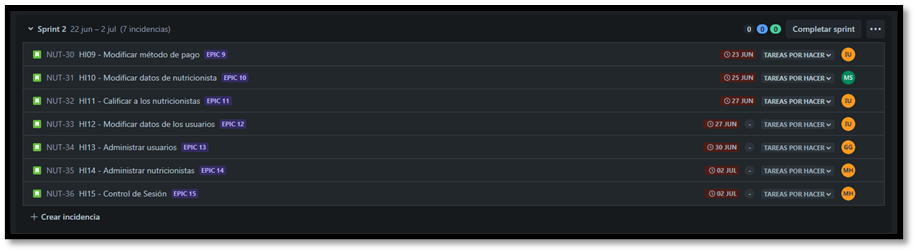 Sprint 2 22 jun – 2 jul (7 incidencias) 0 0 0 Completar sprint
NUT-30 HI09 - Modificar método de pago EPIC 9 23 JUN TAREAS POR HACER IU
NUT-31 HI10 - Modificar datos de nutricionista EPIC 10 25 JUN TAREAS POR HACER MS
NUT-32 HI11 - Calificar a los nutricionistas EPIC 11 27 JUN TAREAS POR HACER IU
NUT-33 HI12 - Modificar datos de los usuarios EPIC 12 27 JUN - TAREAS POR HACER IU
NUT-34 HI13 - Administrar usuarios EPIC 13 30 JUN - TAREAS POR HACER GG
NUT-35 HI14 - Administrar nutricionistas EPIC 14 02 JUL - TAREAS POR HACER MH
NUT-36 HI15 - Control de Sesión EPIC 15 02 JUL - TAREAS POR HACER MH
+ Crear incidencia